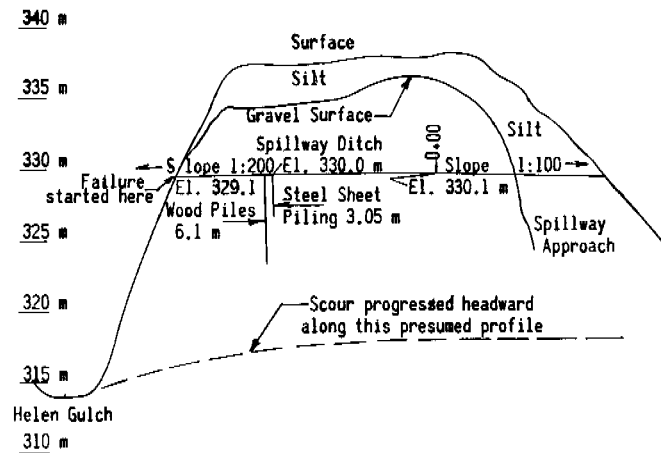 340 m
Surface
335 m
Silt
Gravel Surface
Silt
Spillway Ditch
0+00
330 m
Slope 1:200
El. 330.0 m
Slope 1:100
Failure
started here
El. 329.1
El. 330.1 m
Wood Piles
6.1 m
Steel Sheet
Piling 3.05 m
325 m
Spillway
Approach
320 m
Scour progressed headward
along this presumed profile
315 m
Helen Gulch
310 m